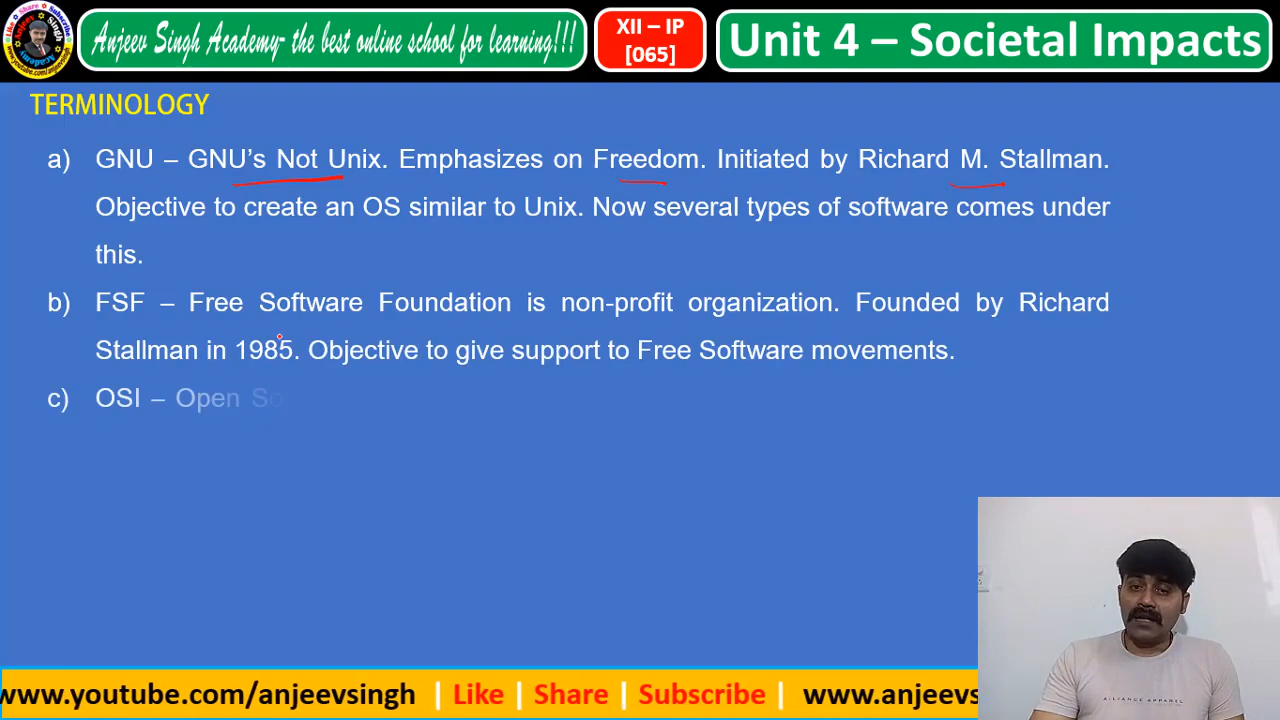 Anjeev Singh Academy- the best online school for learning!!!
XII – IP
[065]
Unit 4 – Societal Impacts
TERMINOLOGY
a) GNU – GNU's Not Unix. Emphasizes on Freedom. Initiated by Richard M. Stallman.
Objective to create an OS similar to Unix. Now several types of software comes under
this.
b) FSF – Free Software Foundation is non-profit organization. Founded by Richard
Stallman in 1985. Objective to give support to Free Software movements.
c) OSI – Open So
ALLIANCE APPAREL
www.youtube.com/anjeevsingh | Like | Share | Subscribe | www.anjeevs